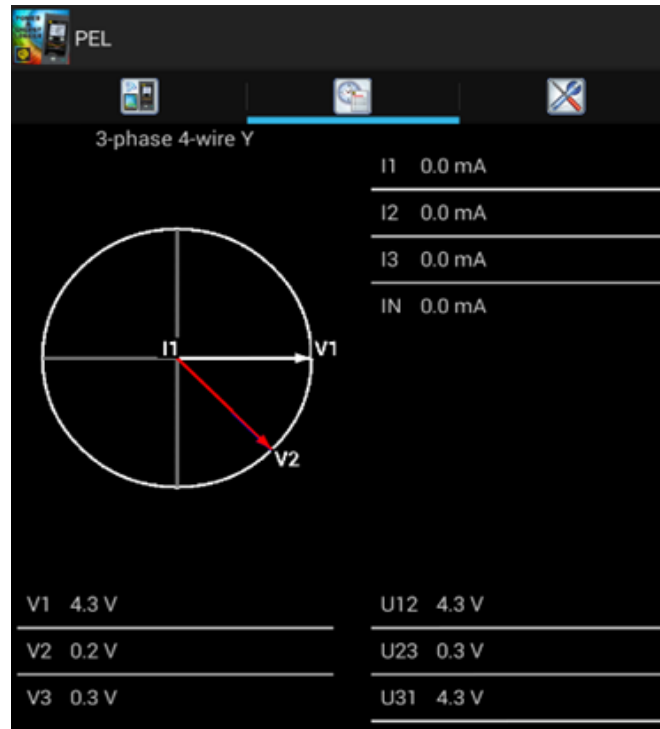 PEL
3-phase 4-wire Y
I1 0.0 mA
I2 0.0 mA
I3 0.0 mA
IN 0.0 mA
I1
V1
V2
V1 4.3 V
U12 4.3 V
V2 0.2 V
U23 0.3 V
V3 0.3 V
U31 4.3 V